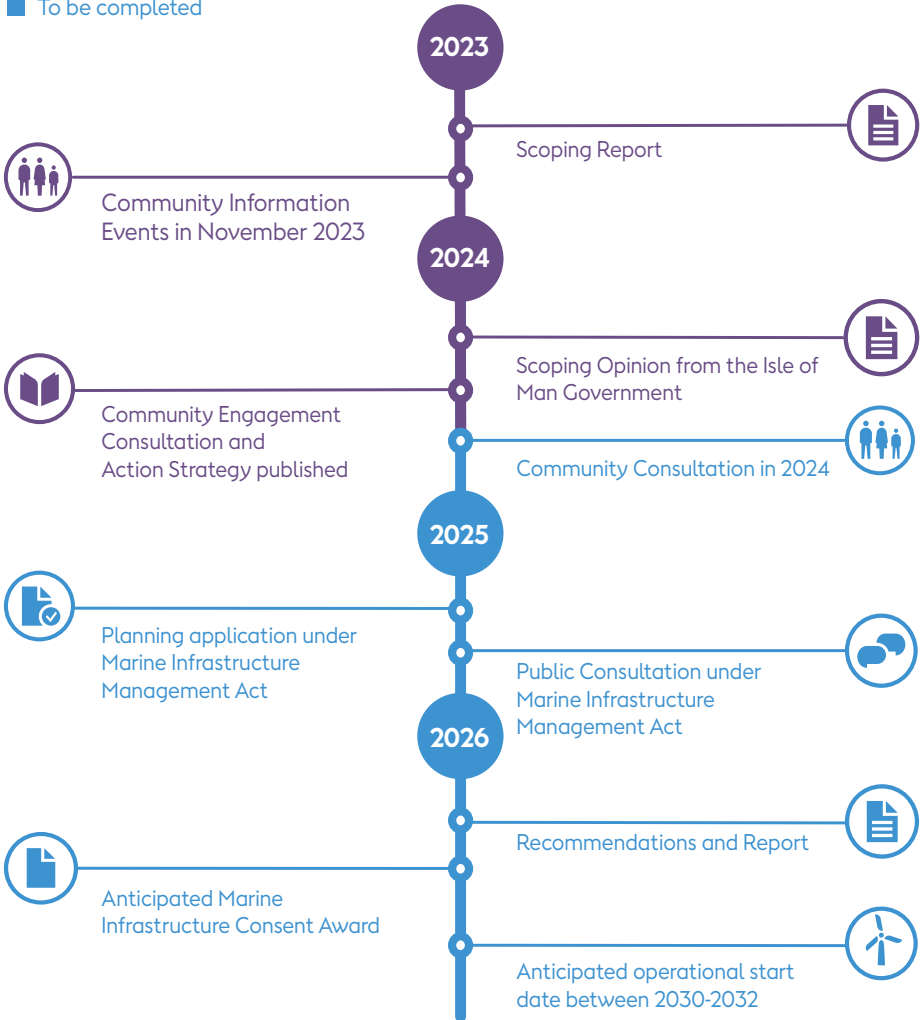 To be completed
2023
Scoping Report
Community Information
Events in November 2023
2024
Scoping Opinion from the Isle of
Man Government
Community Engagement
Consultation and
Action Strategy published
Community Consultation in 2024
2025
Planning application under
Marine Infrastructure
Management Act
Public Consultation under
Marine Infrastructure
Management Act
2026
Recommendations and Report
Anticipated Marine
Infrastructure Consent Award
Anticipated operational start
date between 2030-2032